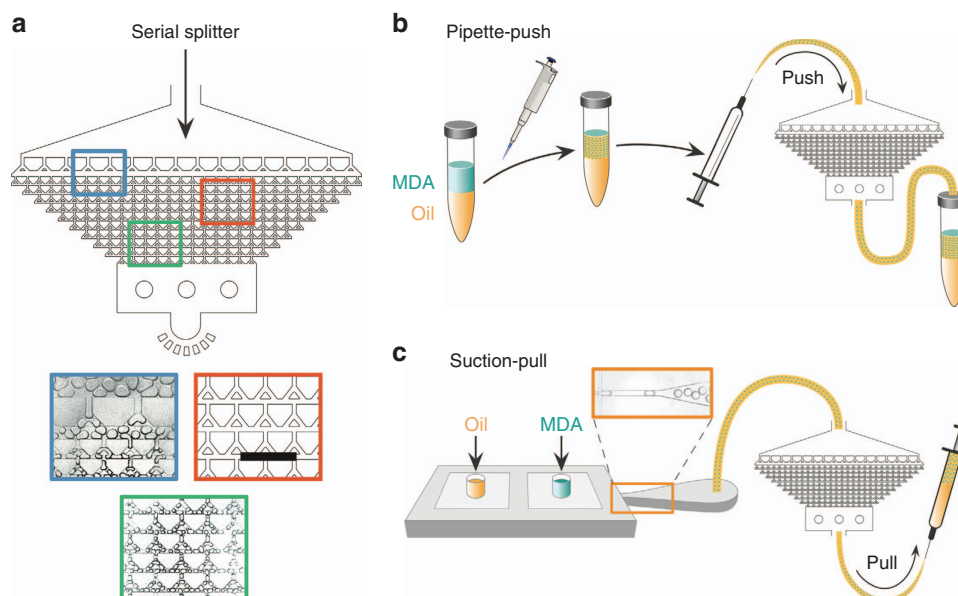 a
Serial splitter
b
Pipette-push
MDA
Oil
Push
c
Suction-pull
Oil
MDA
Pull